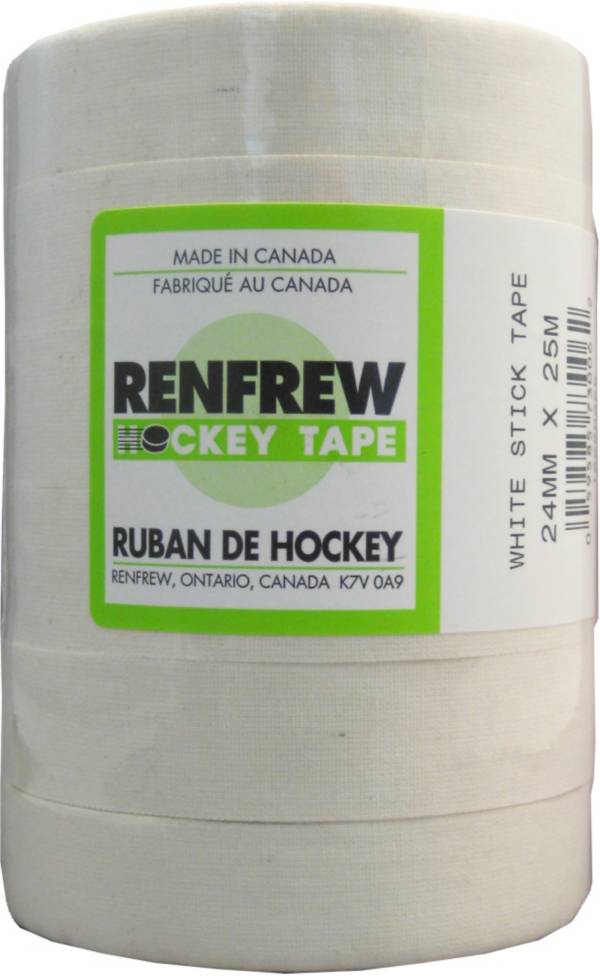 MADE IN CANADA
FABRIQUÉ AU CANADA
RENFREW
HOCKEY TAPE
RUBAN DE HOCKEY
RENFREW, ONTARIO, CANADA K7V 0A9
WHITE STICK TAPE
24MM X 25M